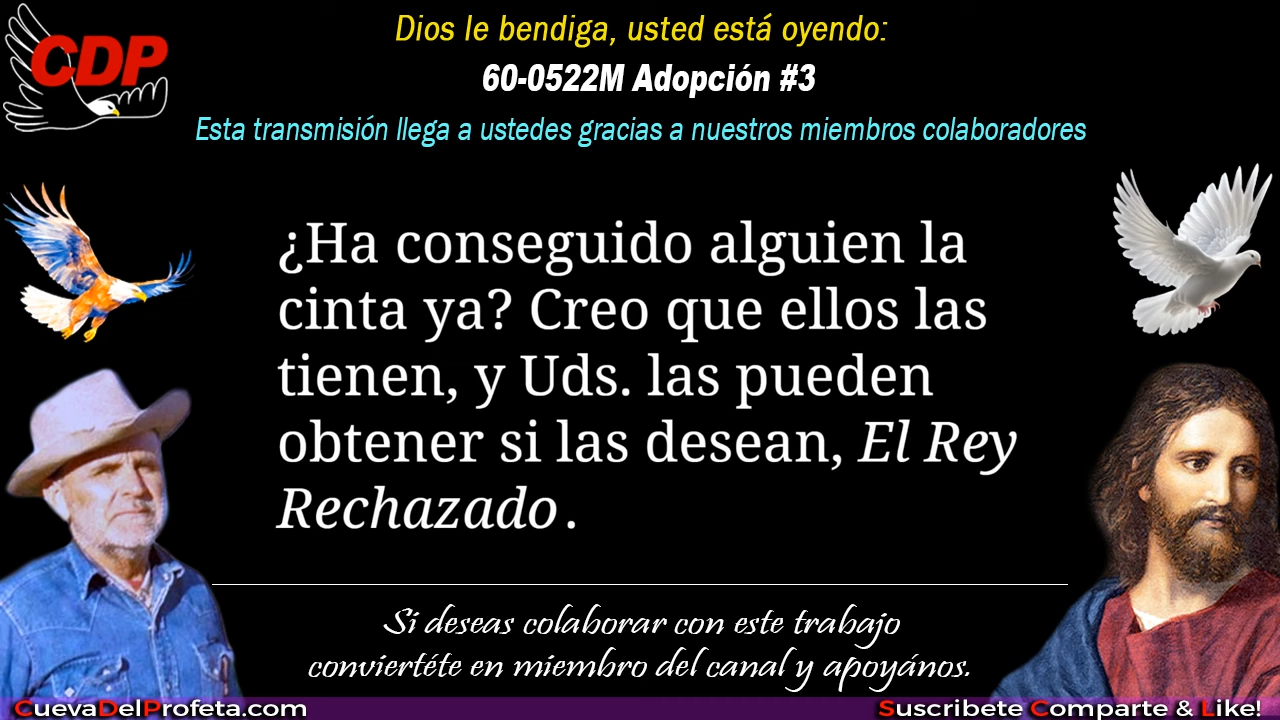 CDP
Dios le bendiga, usted está oyendo:
60-0522M Adopción #3
Esta transmisión llega a ustedes gracias a nuestros miembros colaboradores
¿Ha conseguido alguien la
cinta ya? Creo que ellos las
tienen, y Uds. las pueden
obtener si las desean, El Rey
Rechazado.
Si deseas colaborar con este trabajo
conviertéte en miembro del canal y apoyános.
CuevaDelProfeta.com
Suscribete Comparte & Like!